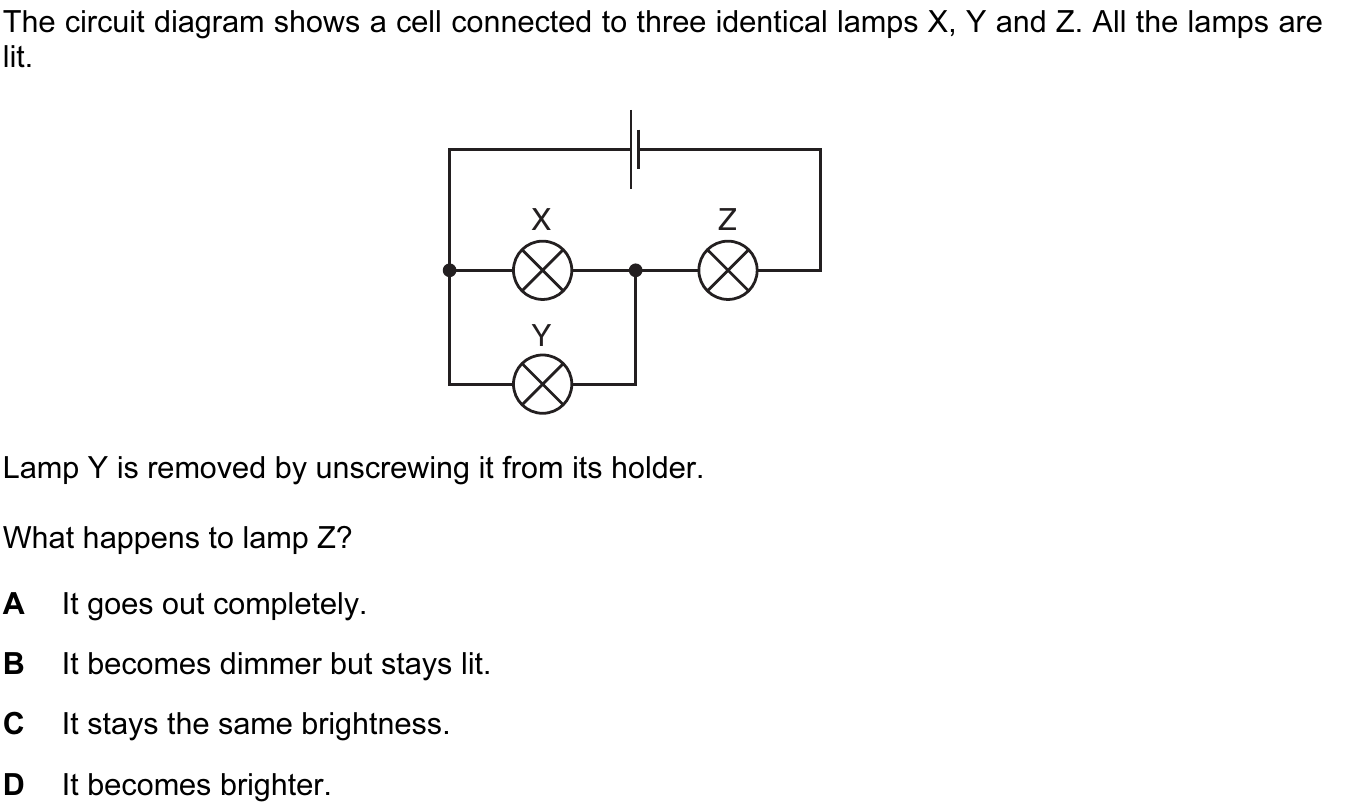 The circuit diagram shows a cell connected to three identical lamps X, Y and Z. All the lamps are
lit.
X
Z
Y
Lamp Y is removed by unscrewing it from its holder.
What happens to lamp Z?
A It goes out completely.
B It becomes dimmer but stays lit.
C It stays the same brightness.
D It becomes brighter.